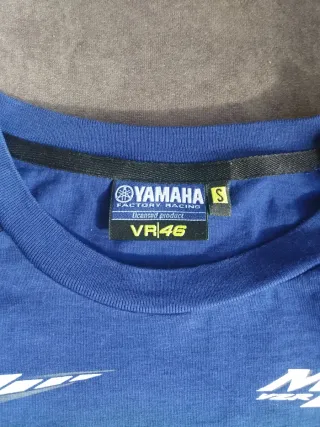 YAMAHA
FACTORY RACING
licensed product
VR|46
S